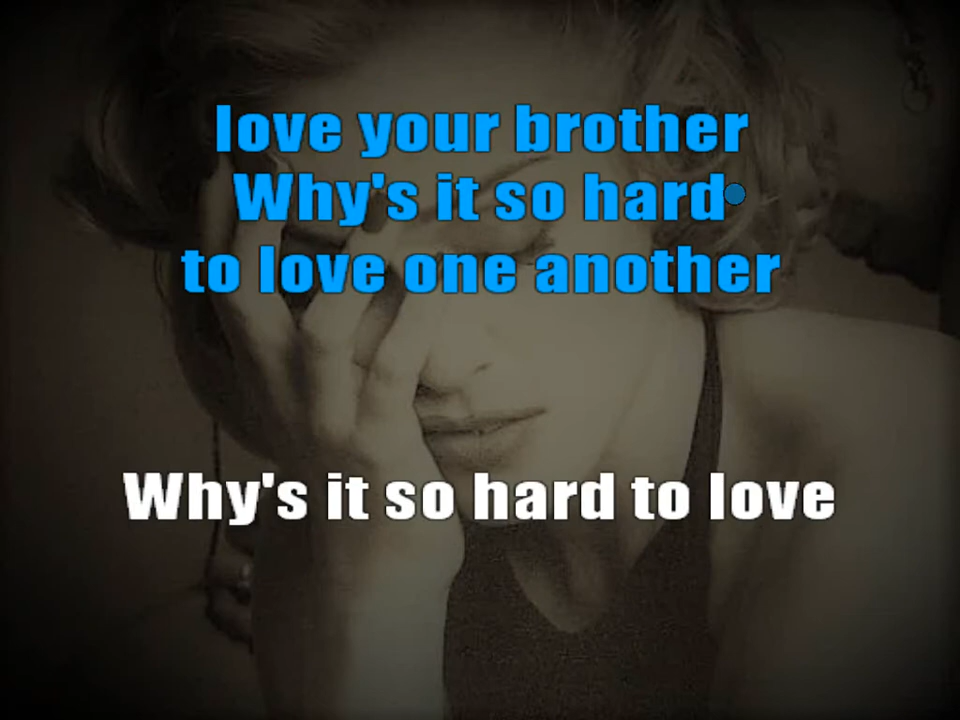 love your brother
Why's it so hard
to love one another
Why's it so hard to love